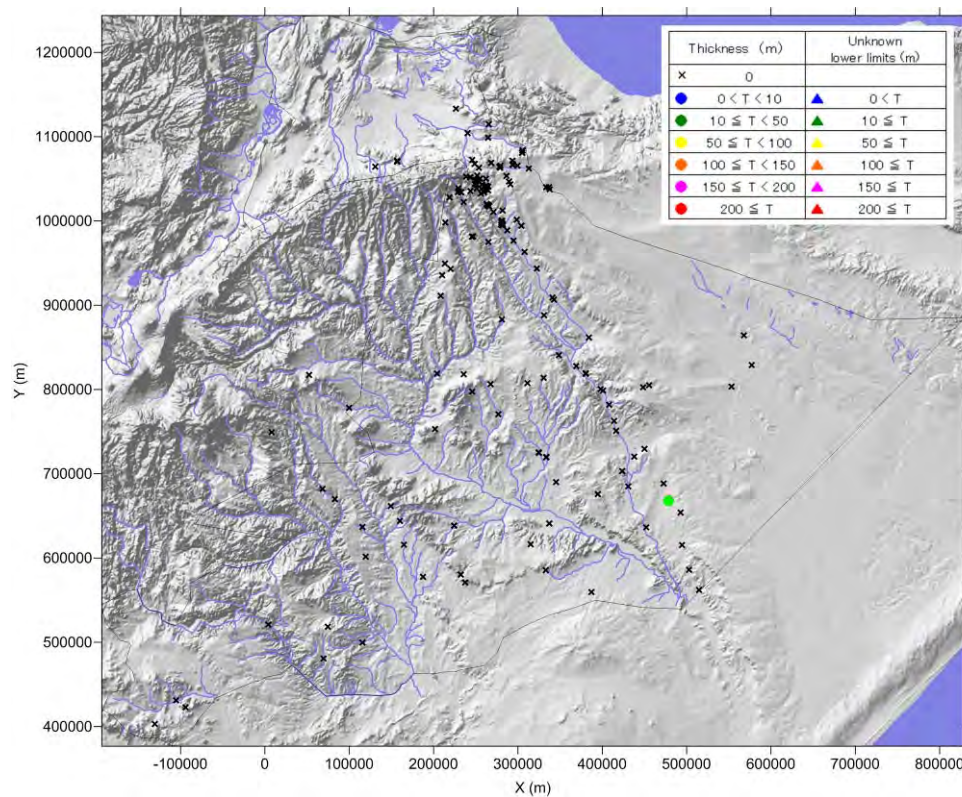 Thickness (m) Unknown lower limits (m)
× 0
0 < T < 10 0 < T
10 ≦ T < 50 10 ≦ T
50 ≦ T < 100 50 ≦ T
100 ≦ T < 150 100 ≦ T
150 ≦ T < 200 150 ≦ T
200 ≦ T 200 ≦ T
1200000
1100000
1000000
900000
800000
700000
600000
500000
400000
Y (m)
-100000 0 100000 200000 300000 400000 500000 600000 700000 800000
X (m)